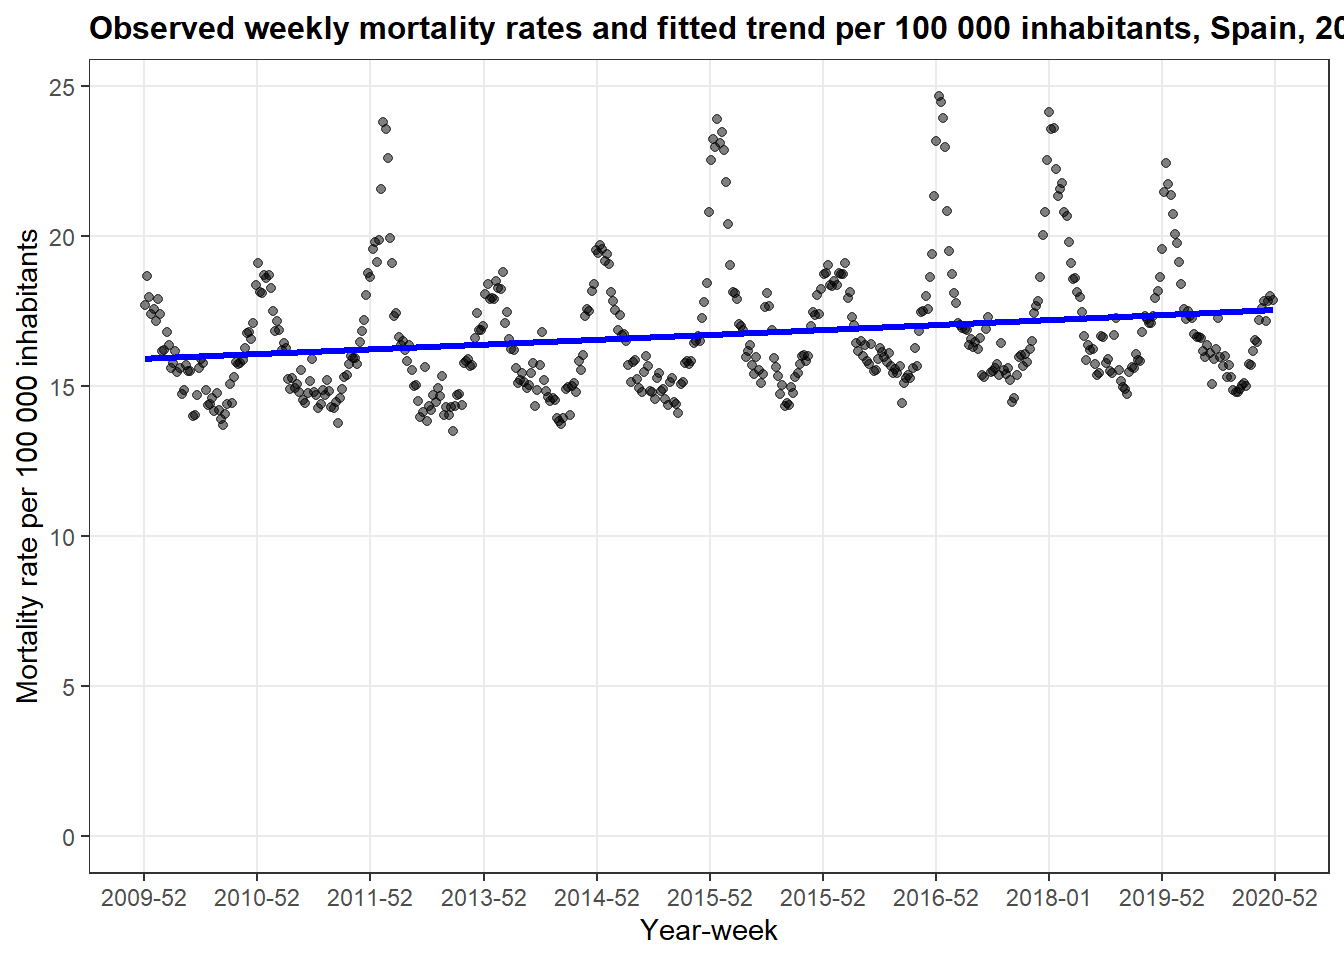 Observed weekly mortality rates and fitted trend per 100 000 inhabitants, Spain, 20
25
20
15
10
5
0
Mortality rate per 100 000 inhabitants
2009-52 2010-52 2011-52 2013-52 2014-52 2015-52 2015-52 2016-52 2018-01 2019-52 2020-52
Year-week